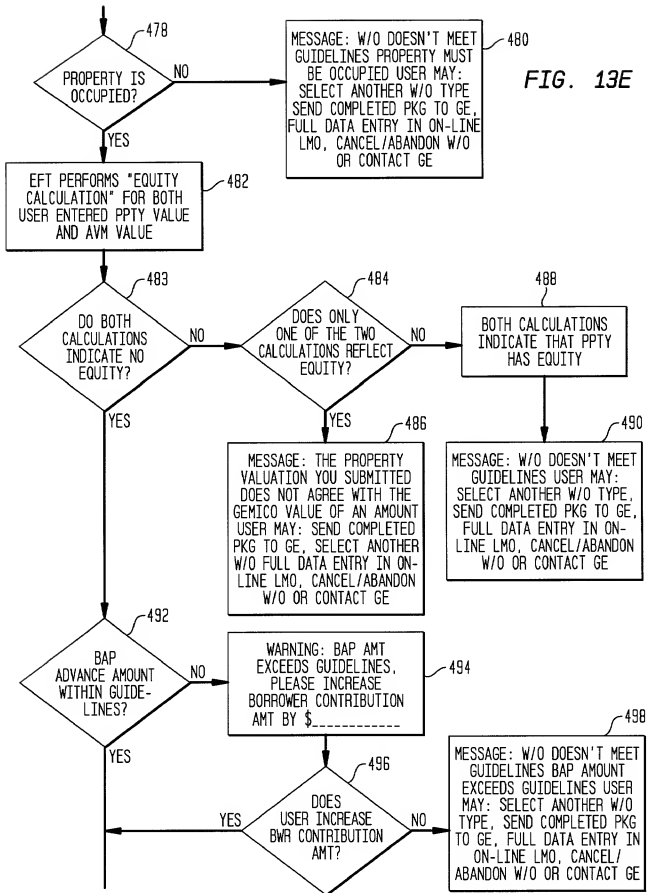 478
PROPERTY IS
OCCUPIED?
NO
YES
MESSAGE: W/O DOESN'T MEET
GUIDELINES PROPERTY MUST
BE OCCUPIED USER MAY:
SELECT ANOTHER W/O TYPE
SEND COMPLETED PKG TO GE,
FULL DATA ENTRY IN ON-LINE
LMO, CANCEL/ABANDON W/O
OR CONTACT GE
480
FIG. 13E
EFT PERFORMS "EQUITY
CALCULATION" FOR BOTH
USER ENTERED PPTY VALUE
AND AVM VALUE
482
483
DO BOTH
CALCULATIONS
INDICATE NO
EQUITY?
NO
YES
484
DOES ONLY
ONE OF THE TWO
CALCULATIONS REFLECT
EQUITY?
NO
YES
488
BOTH CALCULATIONS
INDICATE THAT PPTY
HAS EQUITY
486
MESSAGE: THE PROPERTY
VALUATION YOU SUBMITTED
DOES NOT AGREE WITH THE
GEMICO VALUE OF AN AMOUNT
USER MAY: SEND COMPLETED
PKG TO GE, SELECT ANOTHER
W/O FULL DATA ENTRY IN ON-
LINE LMO, CANCEL/ABANDON
W/O OR CONTACT GE
490
MESSAGE: W/O DOESN'T MEET
GUIDELINES USER MAY:
SELECT ANOTHER W/O TYPE,
SEND COMPLETED PKG TO GE,
FULL DATA ENTRY IN ON-
LINE LMO, CANCEL/ABANDON
W/O OR CONTACT GE
492
BAP
ADVANCE AMOUNT
WITHIN GUIDE-
LINES?
NO
YES
WARNING: BAP AMT
EXCEEDS GUIDELINES,
PLEASE INCREASE
BORROWER CONTRIBUTION
AMT BY $____________
494
496
DOES
USER INCREASE
BWR CONTRIBUTION
AMT?
YES
NO
498
MESSAGE: W/O DOESN'T MEET
GUIDELINES BAP AMOUNT
EXCEEDS GUIDELINES USER
MAY: SELECT ANOTHER W/O
TYPE, SEND COMPLETED PKG
TO GE, FULL DATA ENTRY IN
ON-LINE LMO, CANCEL/
ABANDON W/O OR CONTACT GE